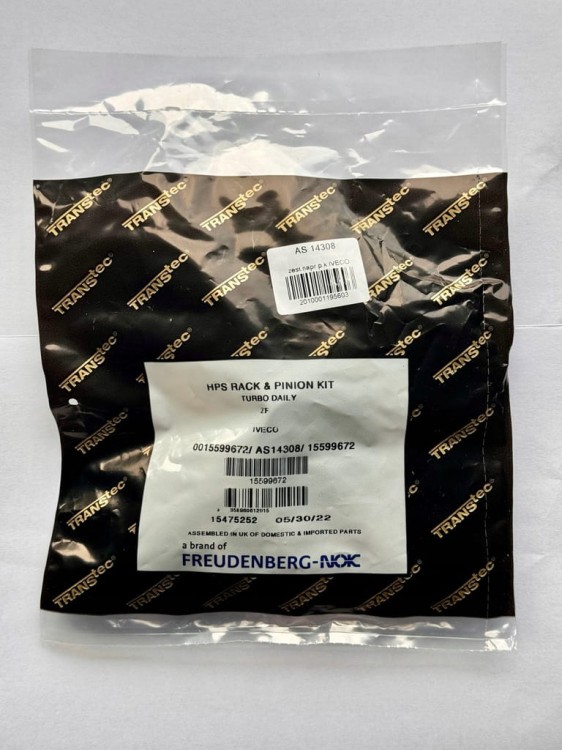 TRANStec®
AS 14308
zest.napr p.k IVECO
2010001195603
HPS RACK & PINION KIT
TURBO DAILY
ZF
IVECO
0015599672/ AS14308/ 15599672
15599672
15475252 05/30/22
ASSEMBLED IN UK OF DOMESTIC & IMPORTED PARTS
a brand of
FREUDENBERG-NOK